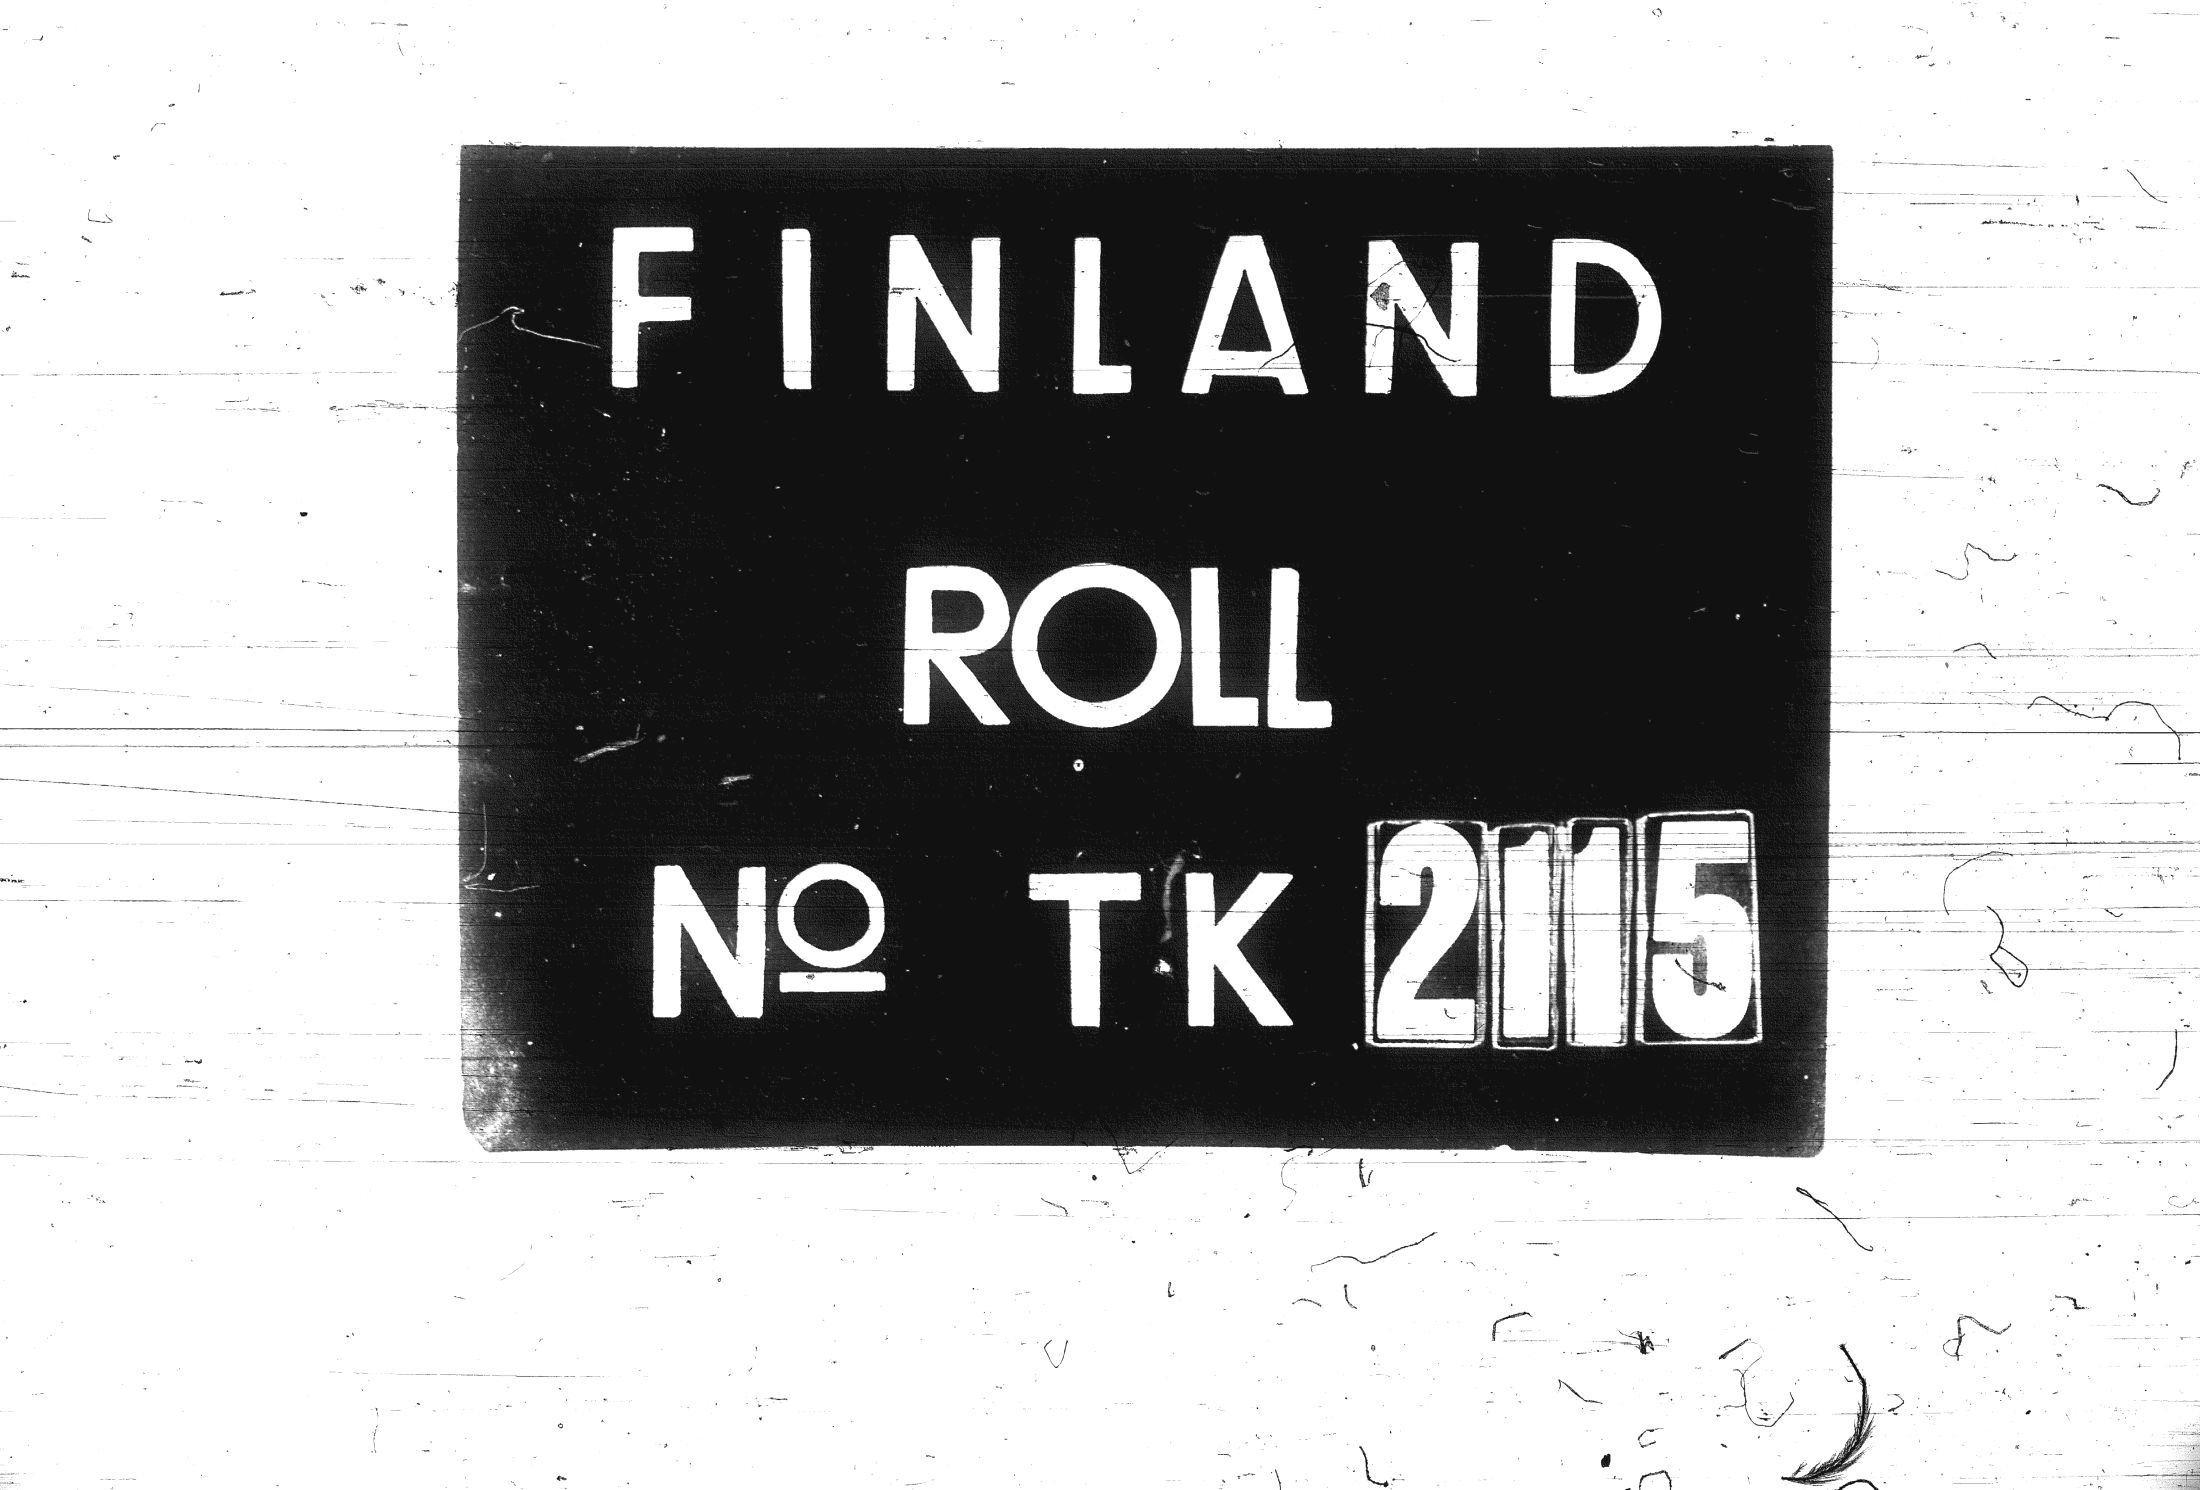 FINLAND
ROLL
Nº TK 2115